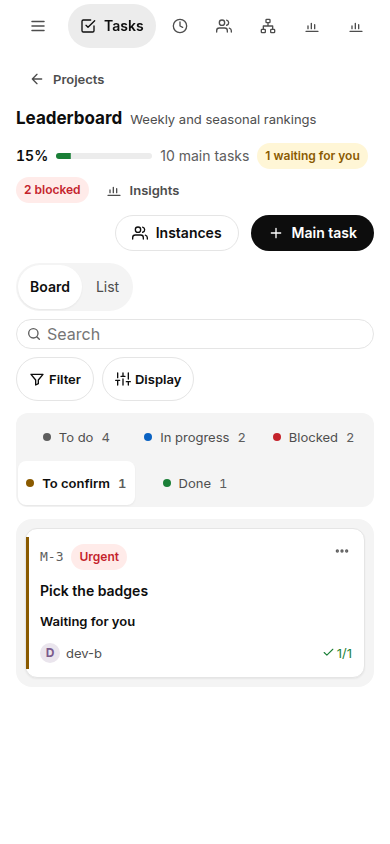 Tasks
Projects
Leaderboard Weekly and seasonal rankings
15% 10 main tasks 1 waiting for you
2 blocked Insights
Instances Main task
Board List
Search
Filter Display
To do 4 In progress 2 Blocked 2
To confirm 1 Done 1
M-3 Urgent
Pick the badges
Waiting for you
D dev-b 1/1